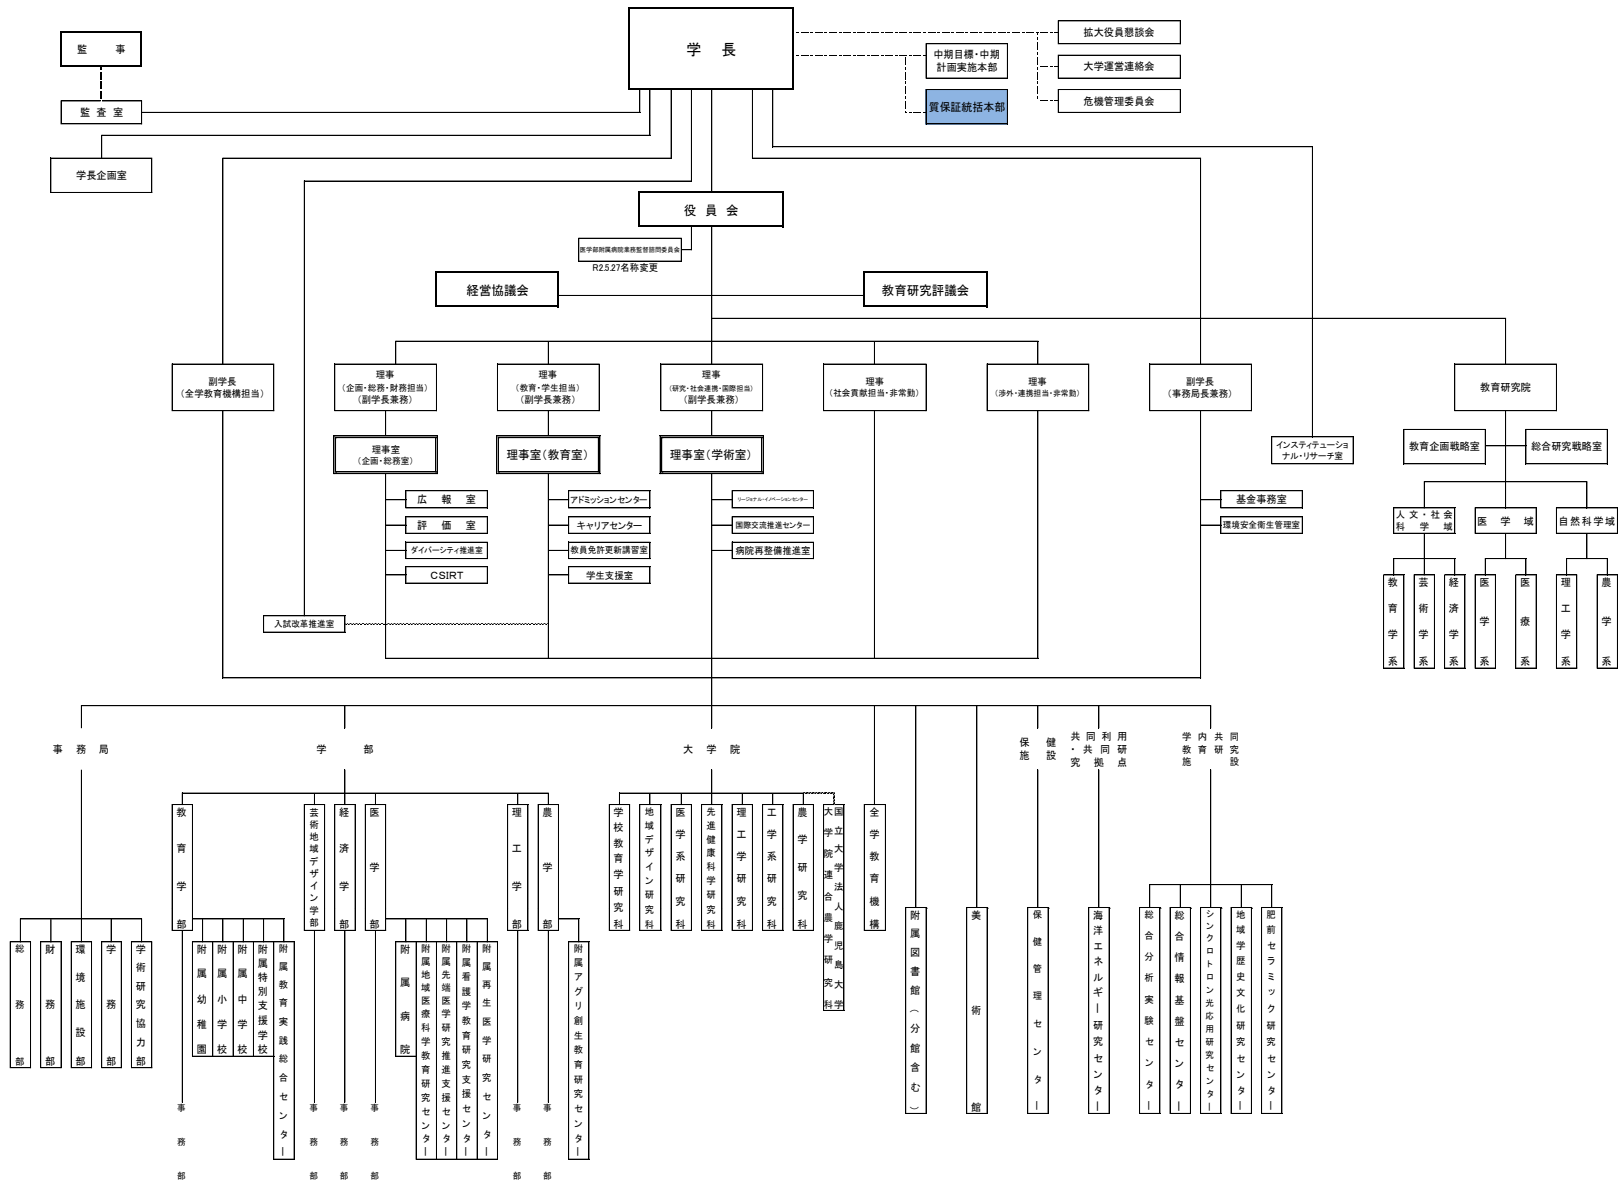 学　長
監　事
監 査 室
学長企画室
中期目標・中期
計画実施本部
質保証統括本部
拡大役員懇談会
大学運営連絡会
危機管理委員会
役 員 会
医学部附属病院業務監督諮問委員会
R2.5.27名称変更
経営協議会
教育研究評議会
副学長
（全学教育機構担当）
理事
（企画・総務・財務担当）
（副学長兼務）
理事
（教育・学生担当）
（副学長兼務）
理事
（研究・社会連携・国際担当）
（副学長兼務）
理事
（社会貢献担当・非常勤）
理事
（渉外・連携担当・非常勤）
副学長
（事務局長兼務）
教育研究院
理事室
（企画・総務室）
理事室（教育室）
理事室（学術室）
インスティテューショ
ナル・リサーチ室
教育企画戦略室
総合研究戦略室
広 報 室
評 価 室
ダイバーシティ推進室
CSIRT
アドミッションセンター
キャリアセンター
教員免許更新講習室
学生支援室
リージョナル・イノベーションセンター
国際交流推進センター
病院再整備推進室
基金事務室
環境安全衛生管理室
入試改革推進室
人文・社会
科 学 域
医 学 域
自然科学域
教育学系
芸術学系
経済学系
医学系
医療系
理工学系
農学系
事 務 局
学　部
大 学 院
保 健
施 設
共同利用
・共同研
究拠点
学内共同
教育研究
施 設
総務部
財務部
環境施設部
学務部
学術研究協力部
教育学部
芸術地域デザイン学部
経済学部
医学部
理工学部
農学部
附属幼稚園
附属小学校
附属中学校
附属特別支援学校
附属教育実践総合センター
附属病院
附属地域医療科学教育研究センター
附属先端医学研究推進支援センター
附属看護学教育研究支援センター
附属再生医学研究センター
附属アグリ創生教育研究センター
事務部
事務部
事務部
事務部
事務部
事務部
学校教育学研究科
地域デザイン研究科
医学系研究科
先進健康科学研究科
理工学研究科
工学系研究科
農学研究科
国立大学法人鹿児島大学
大学院連合農学研究科
全学教育機構
附属図書館（分館含む）
美術館
保健管理センター
海洋エネルギー研究センター
総合分析実験センター
総合情報基盤センター
シンクロトロン光応用研究センター
地域学歴史文化研究センター
肥前セラミック研究センター